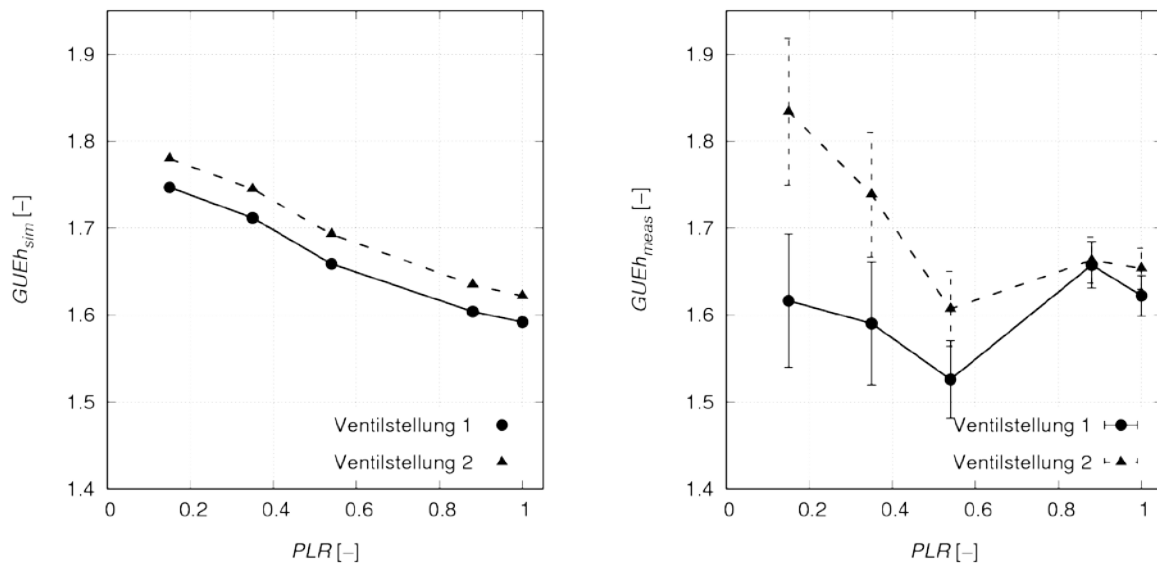 1.9
1.8
1.7
1.6
1.5
1.4
GUEh_sim [–]
Ventilstellung 1
Ventilstellung 2
0 0.2 0.4 0.6 0.8 1
PLR [–]
1.9
1.8
1.7
1.6
1.5
1.4
GUEh_meas [–]
Ventilstellung 1
Ventilstellung 2
0 0.2 0.4 0.6 0.8 1
PLR [–]